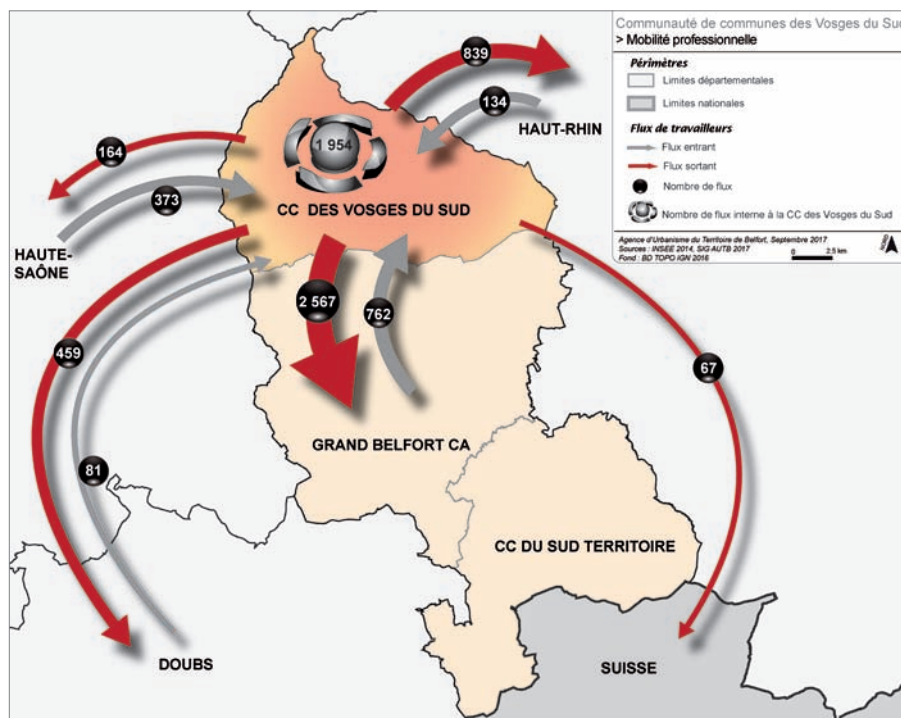 Communauté de communes des Vosges du Sud
> Mobilité professionnelle
Périmètres
Limites départementales
Limites nationales
Flux de travailleurs
Flux entrant
Flux sortant
Nombre de flux
Nombre de flux interne à la CC des Vosges du Sud
Agence d'Urbanisme du Territoire de Belfort, Septembre 2017
Sources : INSEE 2014, SIG AUTB 2017
Fond : BD TOPO IGN 2016
0 2.5 km
NORD
839
134
HAUT-RHIN
164
1 954
373
CC DES VOSGES DU SUD
HAUTE-
SAÔNE
2 567
762
459
67
GRAND BELFORT CA
81
CC DU SUD TERRITOIRE
DOUBS
SUISSE